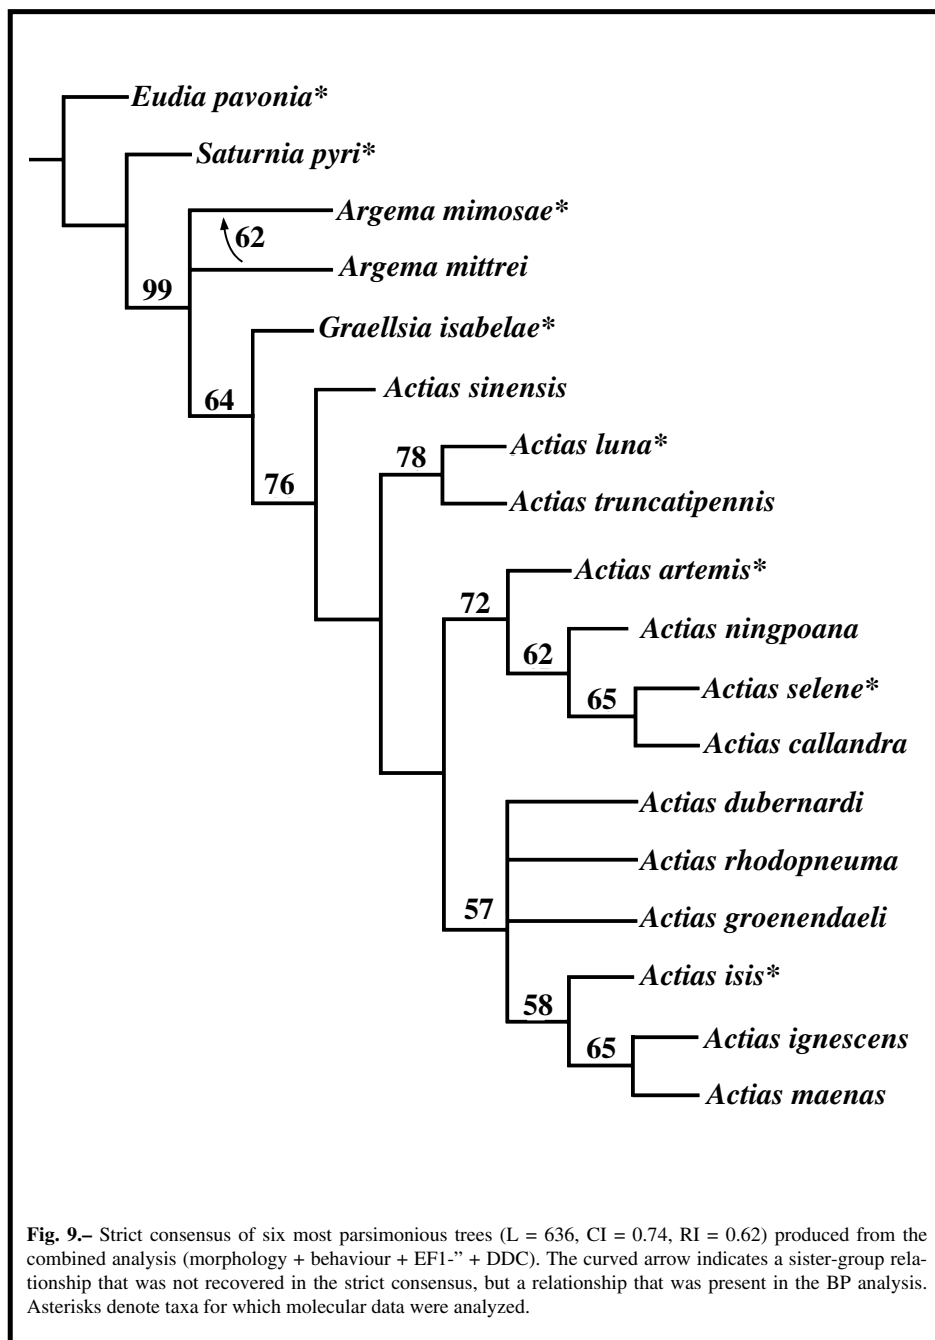 Eudia pavonia*
Saturnia pyri*
Argema mimosae*
62
Argema mittrei
99
Graellsia isabelae*
64
Actias sinensis
Actias luna*
78
76
Actias truncatipennis
Actias artemis*
72
Actias ningpoana
62
Actias selene*
65
Actias callandra
Actias dubernardi
Actias rhodopneuma
57
Actias groenendaeli
Actias isis*
58
Actias ignescens
65
Actias maenas
Fig. 9.– Strict consensus of six most parsimonious trees (L = 636, CI = 0.74, RI = 0.62) produced from the
combined analysis (morphology + behaviour + EF1-” + DDC). The curved arrow indicates a sister-group rela-
tionship that was not recovered in the strict consensus, but a relationship that was present in the BP analysis.
Asterisks denote taxa for which molecular data were analyzed.